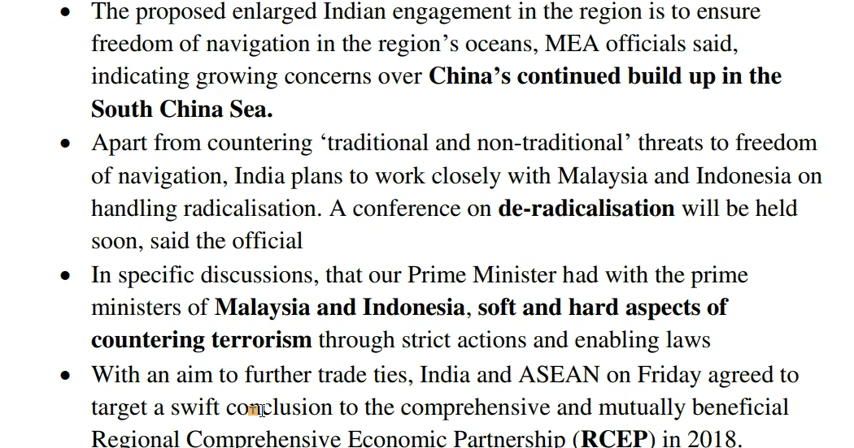 • The proposed enlarged Indian engagement in the region is to ensure
freedom of navigation in the region's oceans, MEA officials said,
indicating growing concerns over China's continued build up in the
South China Sea.
• Apart from countering 'traditional and non-traditional' threats to freedom
of navigation, India plans to work closely with Malaysia and Indonesia on
handling radicalisation. A conference on de-radicalisation will be held
soon, said the official
• In specific discussions, that our Prime Minister had with the prime
ministers of Malaysia and Indonesia, soft and hard aspects of
countering terrorism through strict actions and enabling laws
• With an aim to further trade ties, India and ASEAN on Friday agreed to
target a swift conclusion to the comprehensive and mutually beneficial
Regional Comprehensive Economic Partnership (RCEP) in 2018.